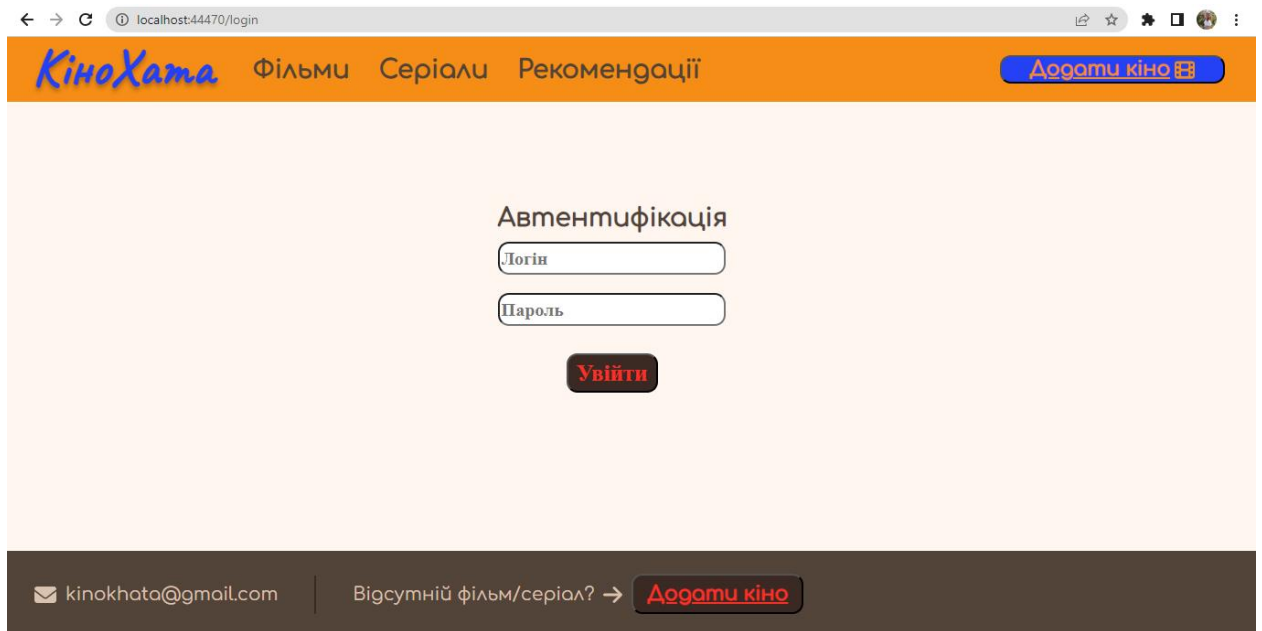 localhost:44470/login
КіноХата Фільми Серіали Рекомендації Додати кіно
Автентифікація
Логін
Пароль
Увійти
kinokhata@gmail.com Відсутній фільм/серіал? → Додати кіно